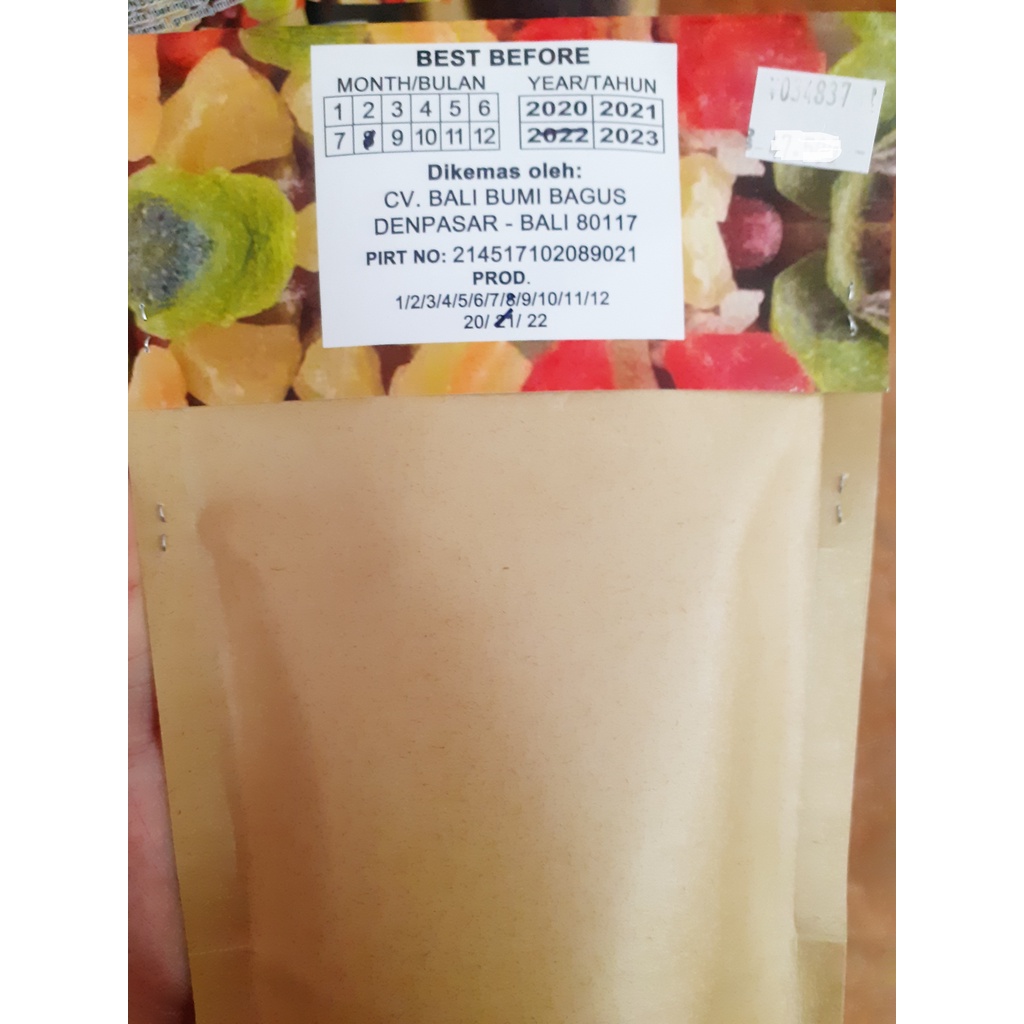 BEST BEFORE
MONTH/BULAN YEAR/TAHUN
1 2 3 4 5 6 2020 2021
7 8 9 10 11 12 2022 2023
Dikemas oleh:
CV. BALI BUMI BAGUS
DENPASAR - BALI 80117
PIRT NO: 214517102089021
PROD.
1/2/3/4/5/6/7/8/9/10/11/12
20/ 21/ 22
V034837